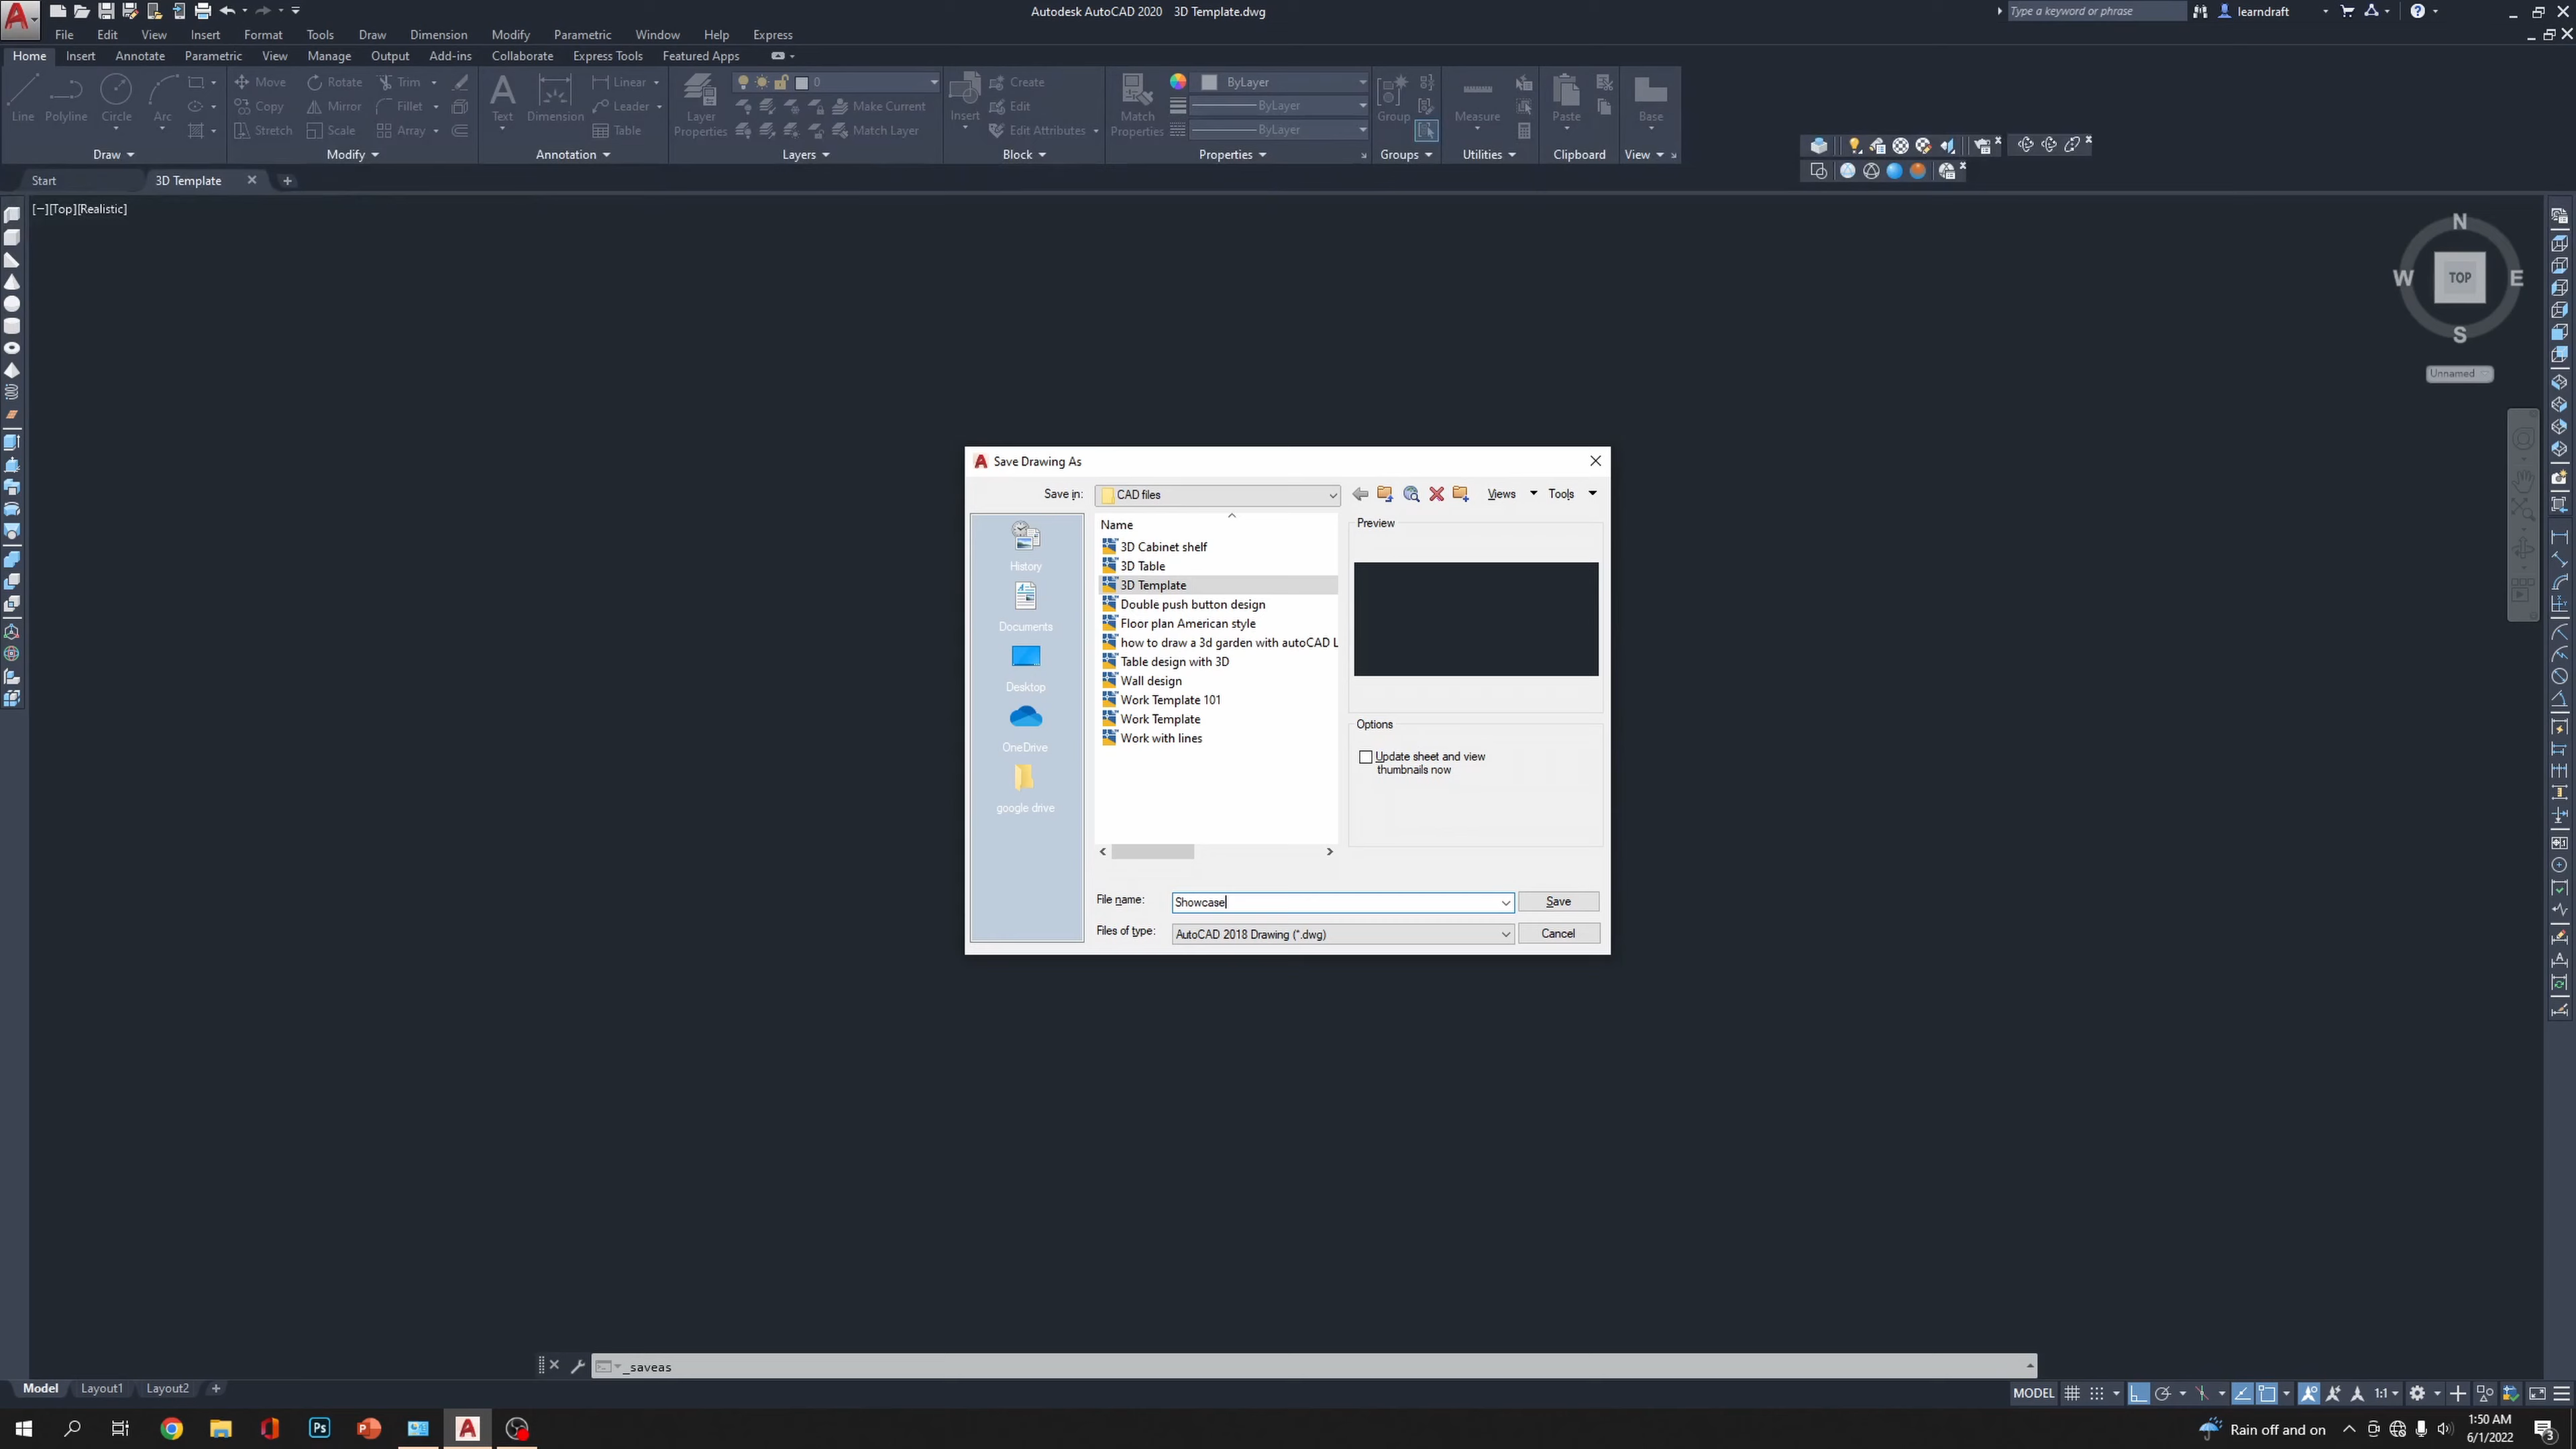 Autodesk AutoCAD 2020 3D Template.dwg
Type a keyword or phrase
learndraft
File Edit View Insert Format Tools Draw Dimension Modify Parametric Window Help Express
Home Insert Annotate Parametric View Manage Output Add-ins Collaborate Express Tools Featured Apps
Line Polyline Circle Arc
Move Rotate Trim
Copy Mirror Fillet
Stretch Scale Array
Text Dimension
Linear
Leader
Table
Layer Properties
0
Make Current
Match Layer
Insert
Create
Edit
Edit Attributes
Match Properties
ByLayer
ByLayer
ByLayer
Group
Measure
Paste
Base
Draw Modify Annotation Layers Block Properties Groups Utilities Clipboard View
Start 3D Template
[−][Top][Realistic]
N
W TOP E
S
Unnamed
Save Drawing As
Save in: CAD files
Views Tools
History
Documents
Desktop
OneDrive
google drive
Name
3D Cabinet shelf
3D Table
3D Template
Double push button design
Floor plan American style
how to draw a 3d garden with autoCAD L
Table design with 3D
Wall design
Work Template 101
Work Template
Work with lines
Preview
Options
Update sheet and view
thumbnails now
File name: Showcase Save
Files of type: AutoCAD 2018 Drawing (*.dwg) Cancel
_saveas
Model Layout1 Layout2
MODEL 1:1
Ps
Rain off and on
1:50 AM
6/1/2022
3